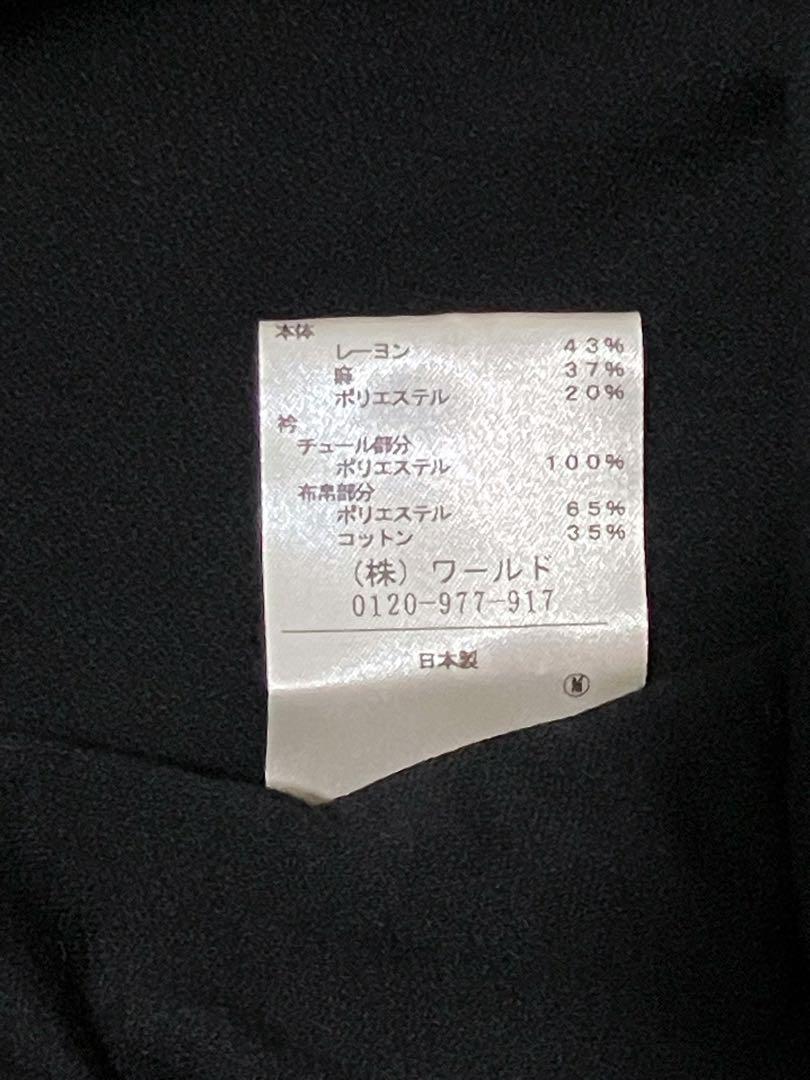 本体
レーヨン 43%
麻 37%
ポリエステル 20%
衿
チュール部分
ポリエステル 100%
布帛部分
ポリエステル 65%
コットン 35%
(株) ワールド
0120-977-917
日本製